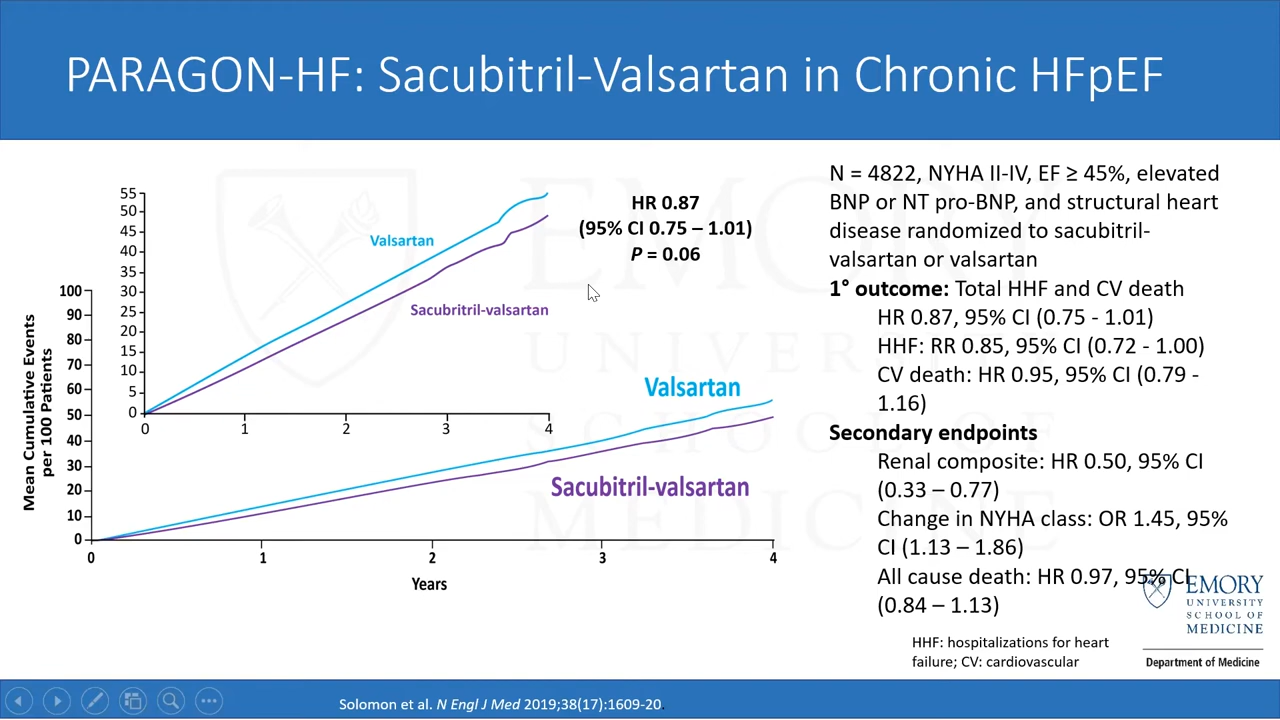 PARAGON-HF: Sacubitril-Valsartan in Chronic HFpEF
55
50
45
40
35
30
25
20
15
10
5
0
0 1 2 3 4
Valsartan
Sacubritril-valsartan
HR 0.87
(95% CI 0.75 – 1.01)
P = 0.06
Mean Cumulative Events
per 100 Patients
100
90
80
70
60
50
40
30
20
10
0
0 1 2 3 4
Years
Valsartan
Sacubitril-valsartan
N = 4822, NYHA II-IV, EF ≥ 45%, elevated
BNP or NT pro-BNP, and structural heart
disease randomized to sacubitril-
valsartan or valsartan
1° outcome: Total HHF and CV death
HR 0.87, 95% CI (0.75 - 1.01)
HHF: RR 0.85, 95% CI (0.72 - 1.00)
CV death: HR 0.95, 95% CI (0.79 -
1.16)
Secondary endpoints
Renal composite: HR 0.50, 95% CI
(0.33 – 0.77)
Change in NYHA class: OR 1.45, 95%
CI (1.13 – 1.86)
All cause death: HR 0.97, 95% CI
(0.84 – 1.13)
HHF: hospitalizations for heart
failure; CV: cardiovascular
EMORY
UNIVERSITY
SCHOOL OF
MEDICINE
Department of Medicine
EMORY
UNIVERSITY
SCHOOL OF
MEDICINE
Solomon et al. N Engl J Med 2019;38(17):1609-20.